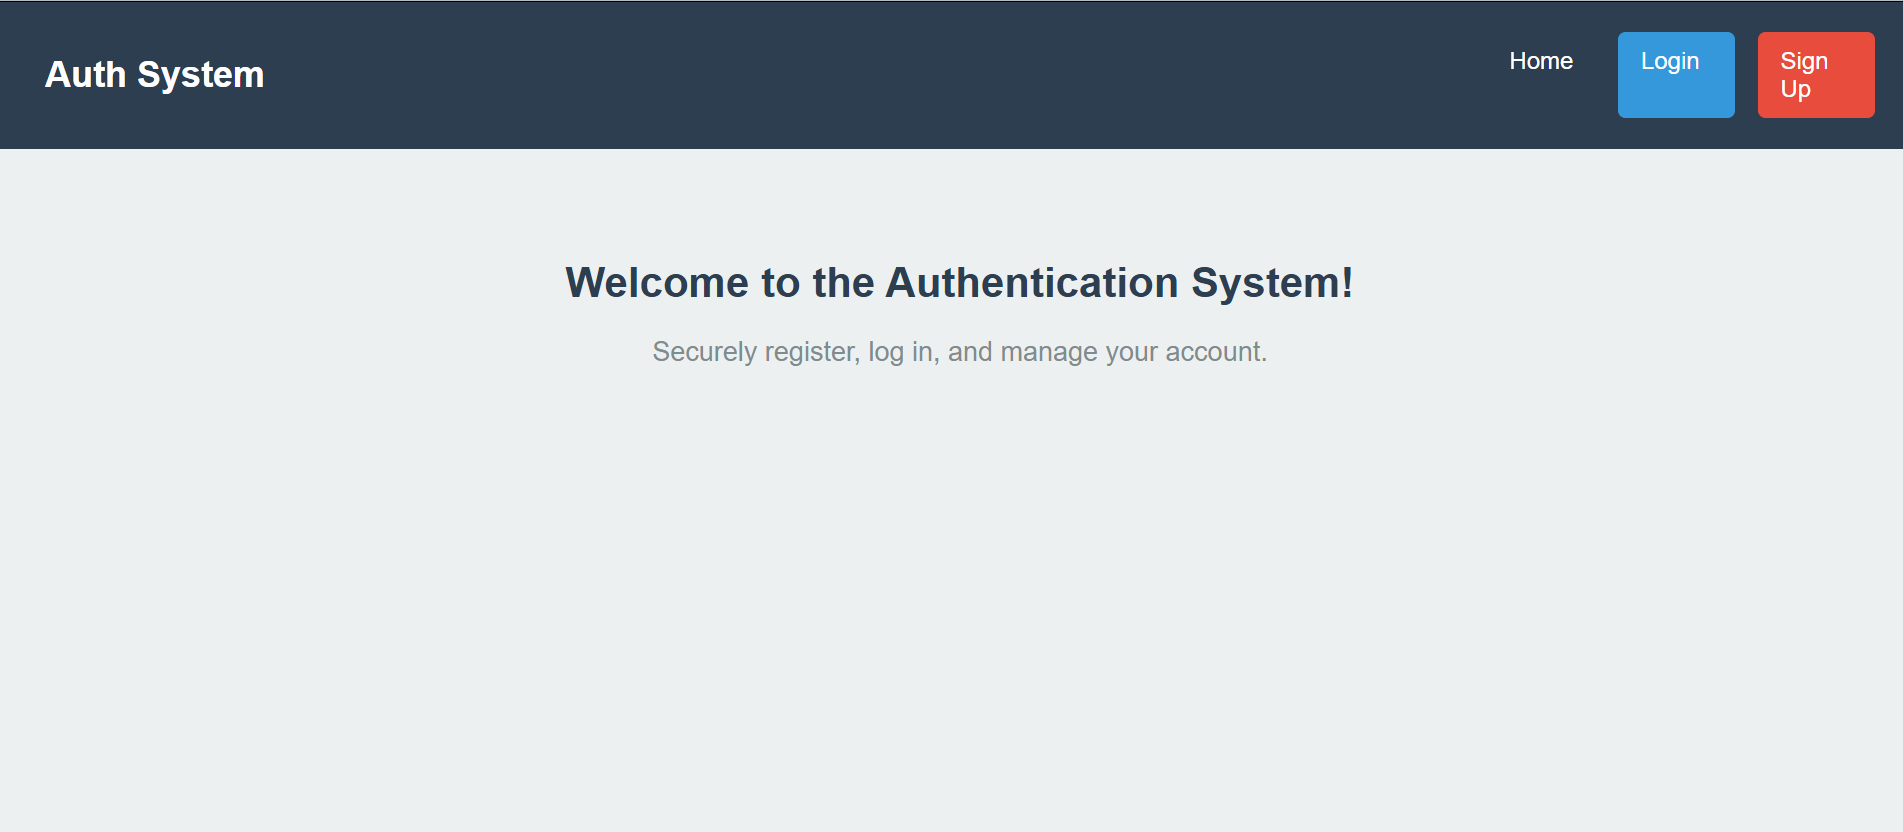 Auth System
Home
Login
Sign
Up
Welcome to the Authentication System!
Securely register, log in, and manage your account.